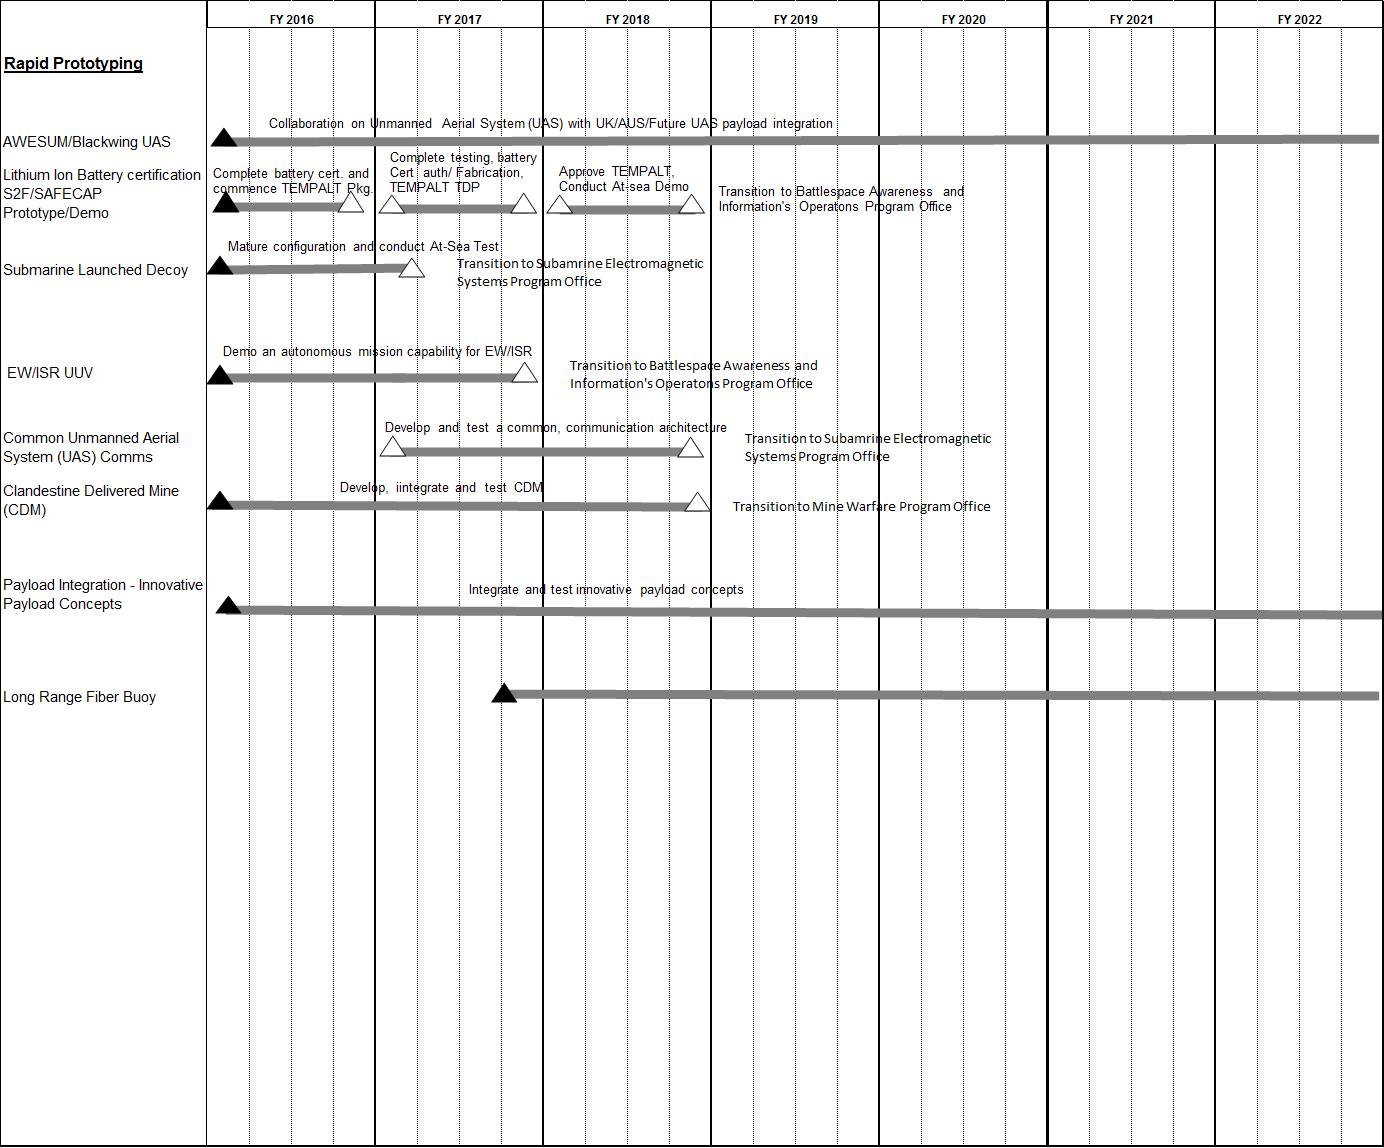 FY 2016 FY 2017 FY 2018 FY 2019 FY 2020 FY 2021 FY 2022
Rapid Prototyping
AWESUM/Blackwing UAS
Collaboration on Unmanned Aerial System (UAS) with UK/AUS/Future UAS payload integration
Lithium Ion Battery certification
S2F/SAFECAP
Prototype/Demo
Complete battery cert. and
commence TEMPALT Pkg.
Complete testing, battery
Cert auth/ Fabrication,
TEMPALT TDP
Approve TEMPALT,
Conduct At-sea Demo
Transition to Battlespace Awareness and
Information's Operatons Program Office
Submarine Launched Decoy
Mature configuration and conduct At-Sea Test
Transition to Subamrine Electromagnetic
Systems Program Office
EW/ISR UUV
Demo an autonomous mission capability for EW/ISR
Transition to Battlespace Awareness and
Information's Operatons Program Office
Common Unmanned Aerial
System (UAS) Comms
Develop and test a common, communication architecture
Transition to Subamrine Electromagnetic
Systems Program Office
Clandestine Delivered Mine
(CDM)
Develop, iintegrate and test CDM
Transition to Mine Warfare Program Office
Payload Integration - Innovative
Payload Concepts
Integrate and test innovative payload concepts
Long Range Fiber Buoy